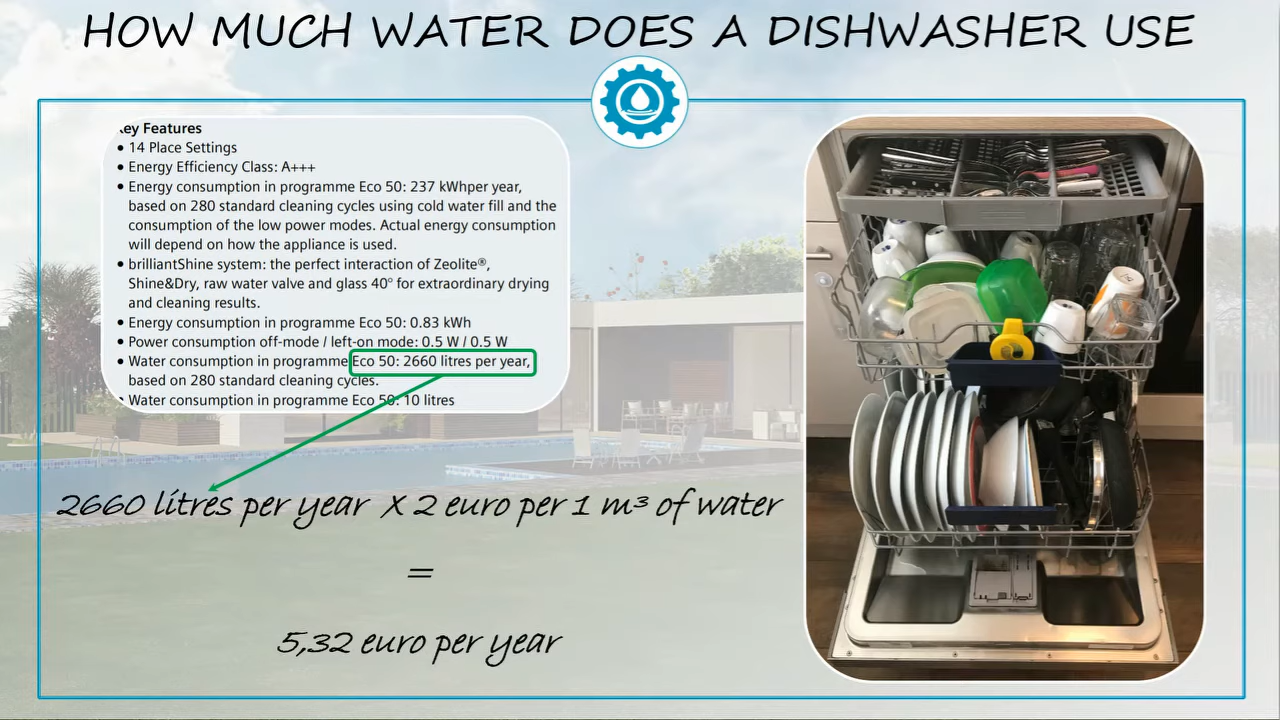 HOW MUCH WATER DOES A DISHWASHER USE
Key Features
• 14 Place Settings
• Energy Efficiency Class: A+++
• Energy consumption in programme Eco 50: 237 kWhper year,
based on 280 standard cleaning cycles using cold water fill and the
consumption of the low power modes. Actual energy consumption
will depend on how the appliance is used.
• brilliantShine system: the perfect interaction of Zeolite®,
Shine&Dry, raw water valve and glass 40° for extraordinary drying
and cleaning results.
• Energy consumption in programme Eco 50: 0.83 kWh
• Power consumption off-mode / left-on mode: 0.5 W / 0.5 W
• Water consumption in programme Eco 50: 2660 litres per year,
based on 280 standard cleaning cycles.
• Water consumption in programme Eco 50: 10 litres
2660 litres per year X 2 euro per 1 m³ of water
=
5,32 euro per year